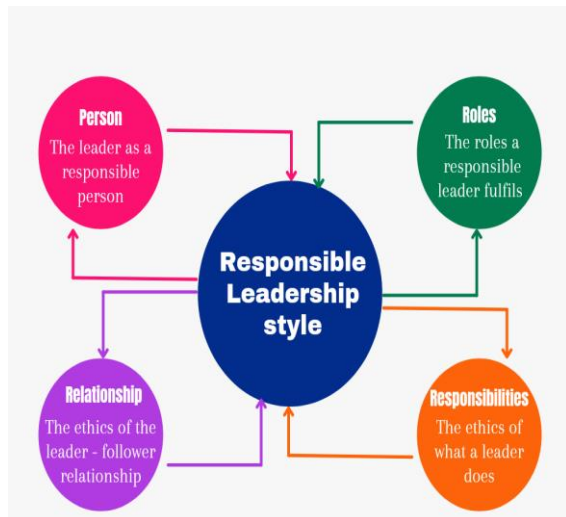 Person
The leader as a
responsible
person
Roles
The roles a
responsible
leader fulfils
Responsible
Leadership
style
Relationship
The ethics of the
leader - follower
relationship
Responsibilities
The ethics of
what a leader
does